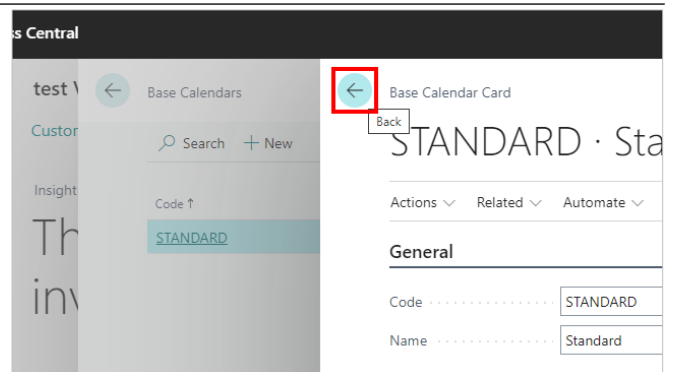 ss Central
test
Base Calendars
Base Calendar Card
Back
Custor
Search
New
STANDARD · Sta
Insight
Code ↑
Actions
Related
Automate
Th
STANDARD
General
inv
Code
STANDARD
Name
Standard